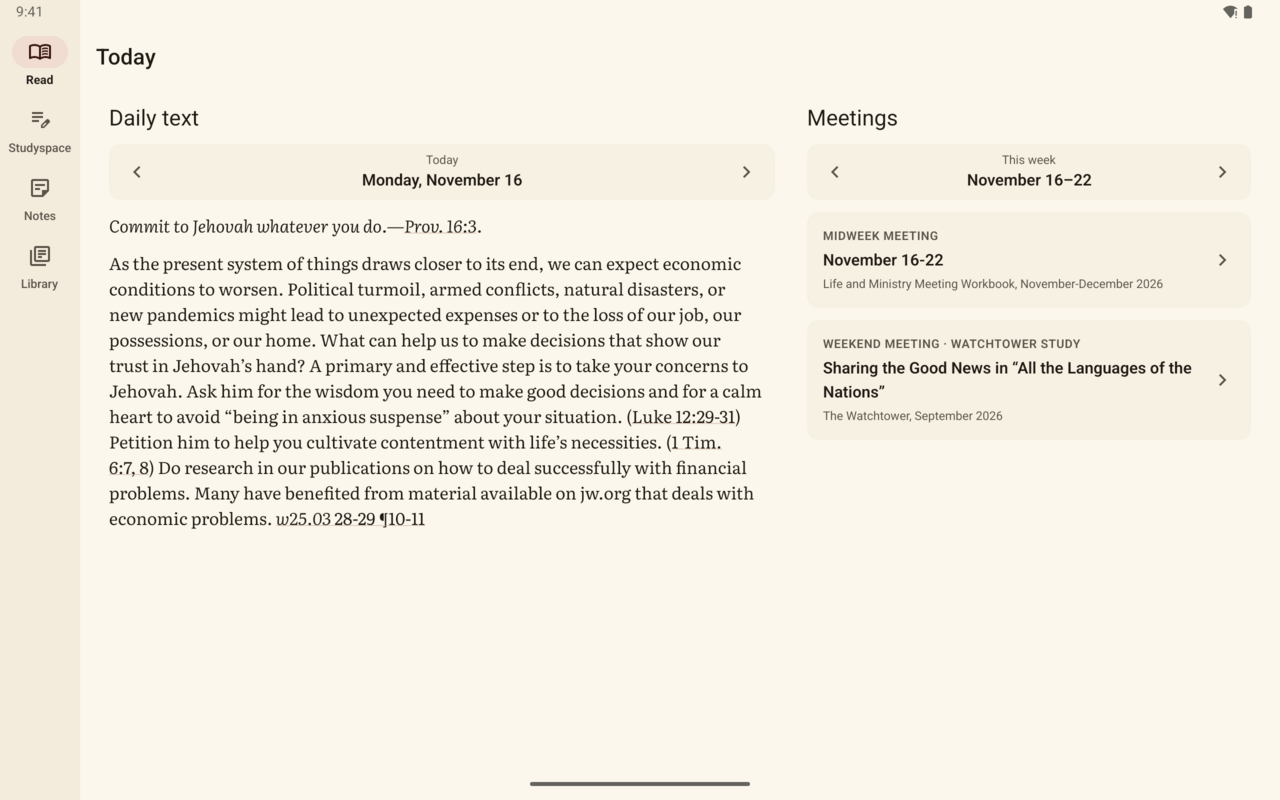 9:41
Read
Studyspace
Notes
Library
Today
Daily text
Today
Monday, November 16
Commit to Jehovah whatever you do.—Prov. 16:3.
As the present system of things draws closer to its end, we can expect economic
conditions to worsen. Political turmoil, armed conflicts, natural disasters, or
new pandemics might lead to unexpected expenses or to the loss of our job, our
possessions, or our home. What can help us to make decisions that show our
trust in Jehovah’s hand? A primary and effective step is to take your concerns to
Jehovah. Ask him for the wisdom you need to make good decisions and for a calm
heart to avoid “being in anxious suspense” about your situation. (Luke 12:29-31)
Petition him to help you cultivate contentment with life’s necessities. (1 Tim.
6:7, 8) Do research in our publications on how to deal successfully with financial
problems. Many have benefited from material available on jw.org that deals with
economic problems. w25.03 28-29 ¶10-11
Meetings
This week
November 16–22
MIDWEEK MEETING
November 16-22
Life and Ministry Meeting Workbook, November-December 2026
WEEKEND MEETING · WATCHTOWER STUDY
Sharing the Good News in “All the Languages of the
Nations”
The Watchtower, September 2026